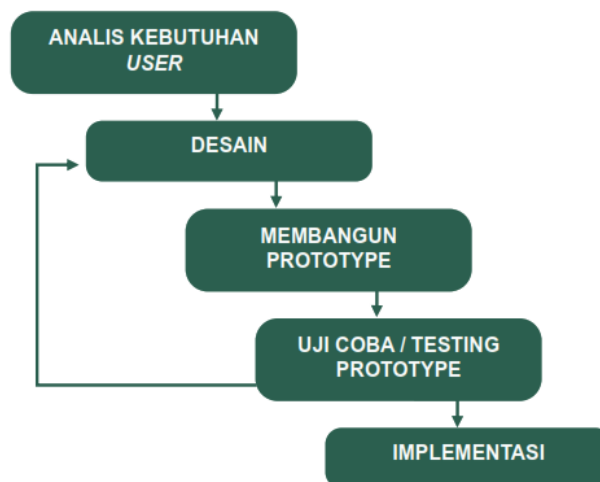 ANALIS KEBUTUHAN
USER
DESAIN
MEMBANGUN
PROTOTYPE
UJI COBA / TESTING
PROTOTYPE
IMPLEMENTASI